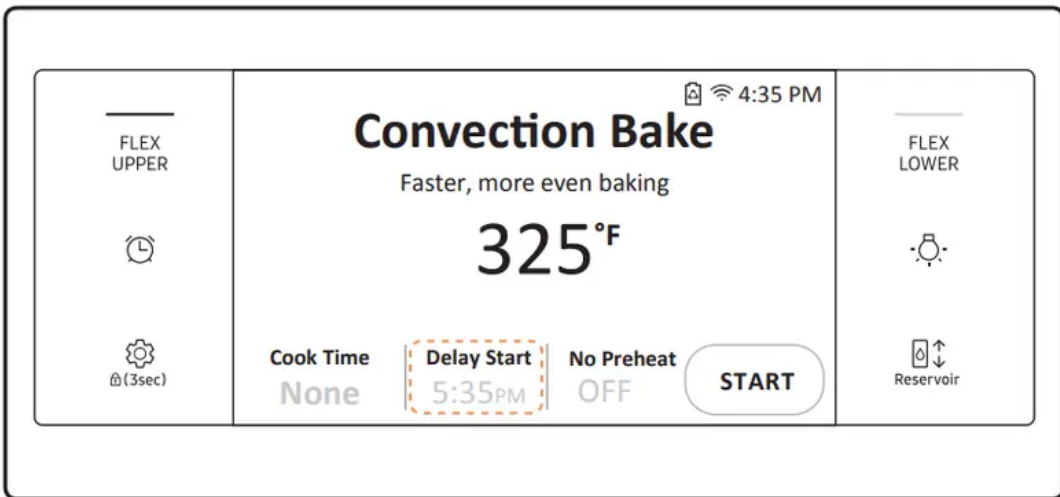 4:35 PM
Convection Bake
Faster, more even baking
325°F
FLEX
UPPER
FLEX
LOWER
(3sec)
Cook Time
None
Delay Start
5:35PM
No Preheat
OFF
START
Reservoir